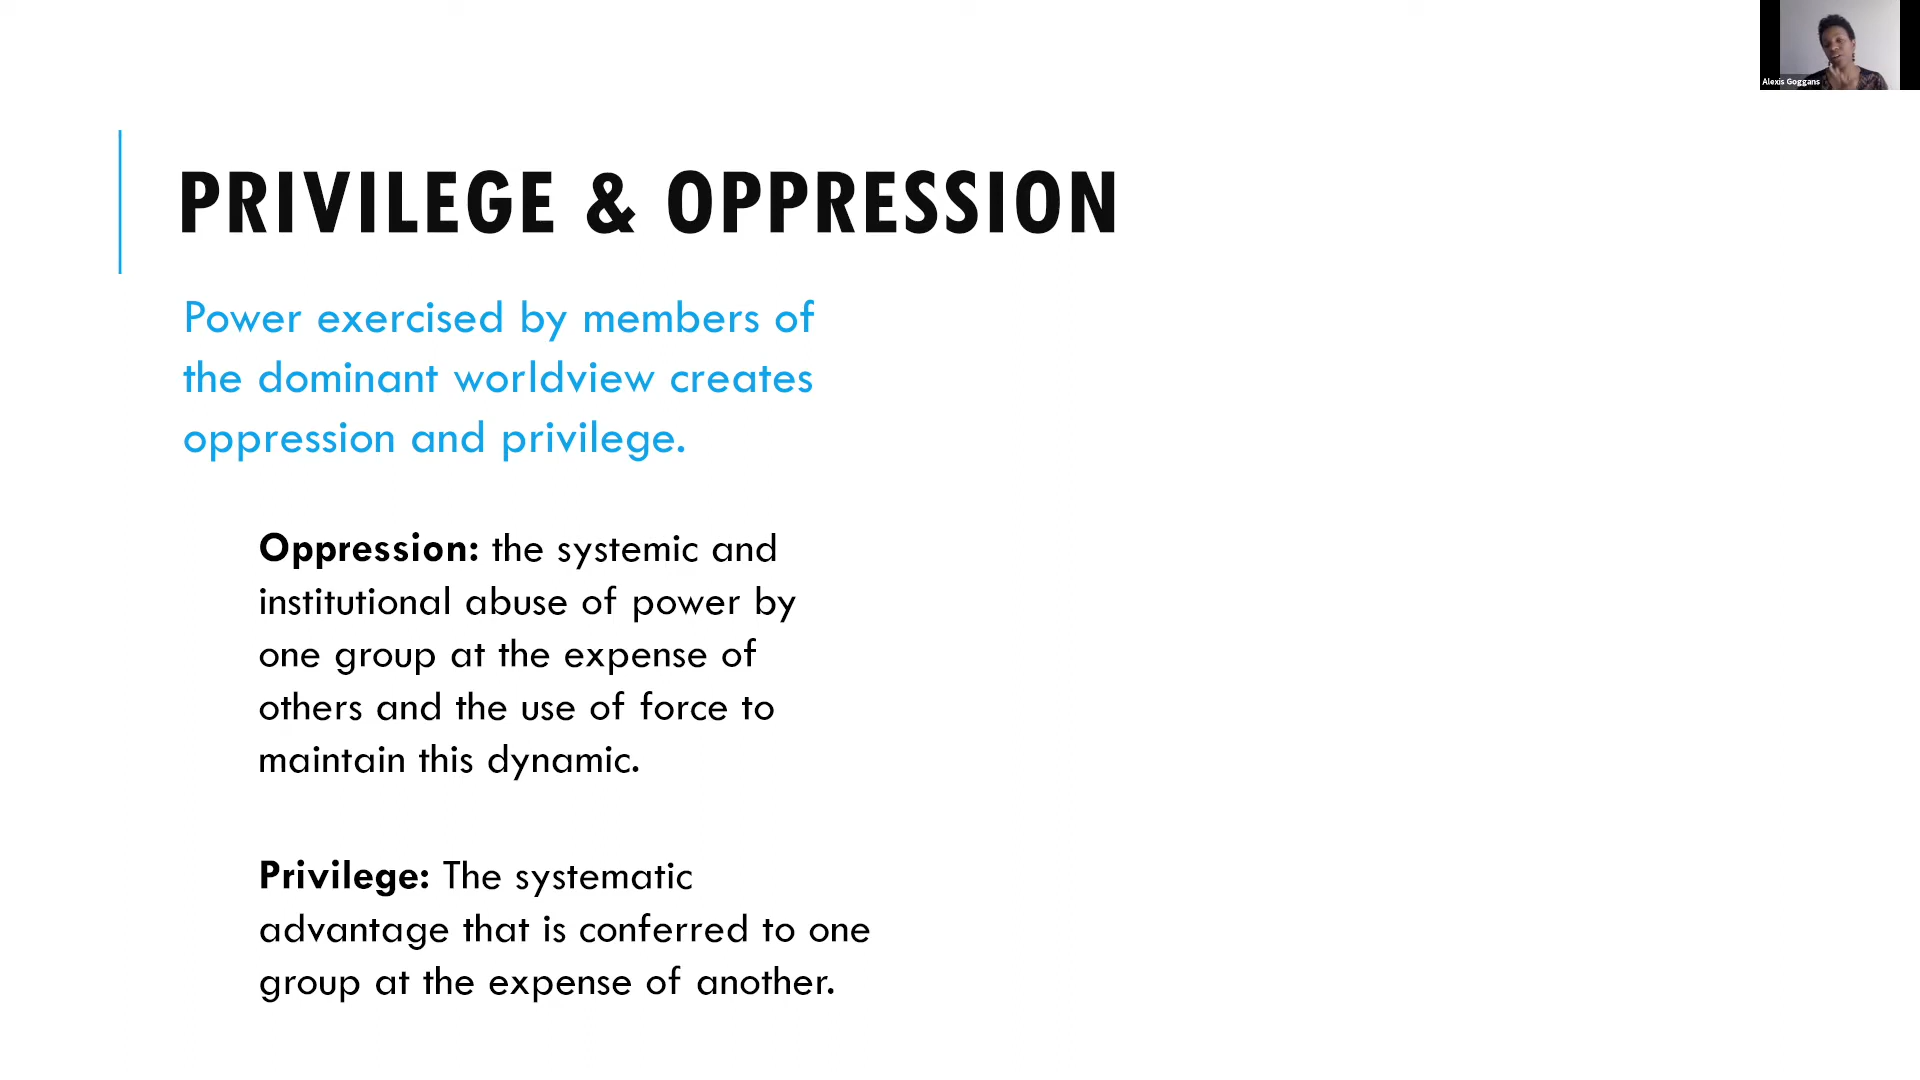 Alexis Goggans
PRIVILEGE & OPPRESSION
Power exercised by members of
the dominant worldview creates
oppression and privilege.
Oppression: the systemic and
institutional abuse of power by
one group at the expense of
others and the use of force to
maintain this dynamic.
Privilege: The systematic
advantage that is conferred to one
group at the expense of another.